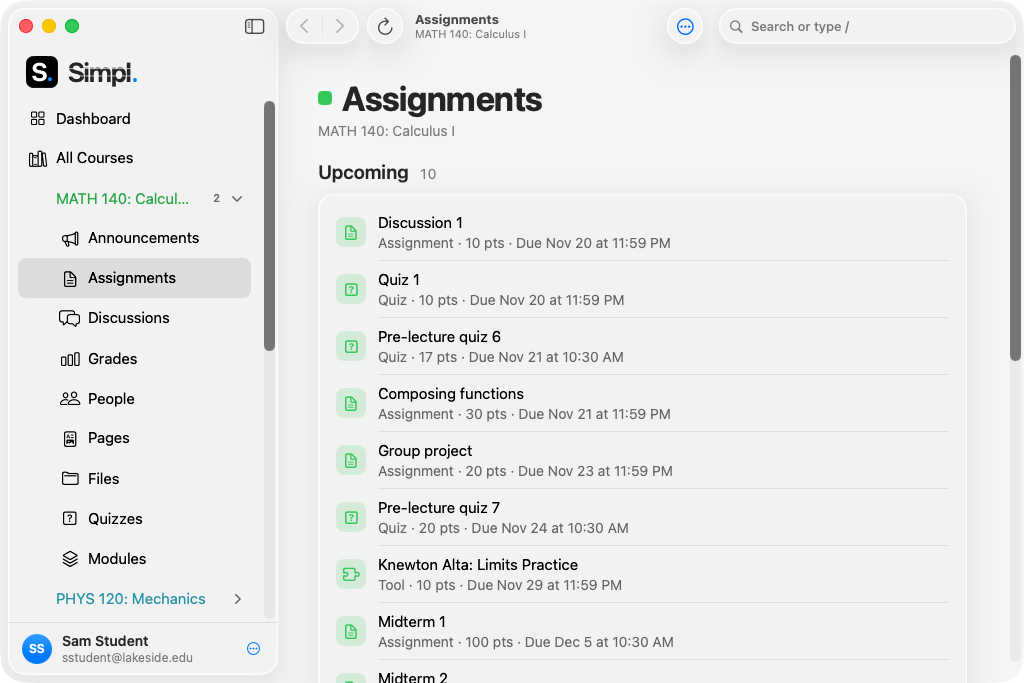 Assignments
MATH 140: Calculus I
Search or type /
S.
Simpl.
Dashboard
All Courses
MATH 140: Calcul... 2
Announcements
Assignments
Discussions
Grades
People
Pages
Files
Quizzes
Modules
PHYS 120: Mechanics
SS
Sam Student
sstudent@lakeside.edu
Assignments
MATH 140: Calculus I
Upcoming 10
Discussion 1
Assignment · 10 pts · Due Nov 20 at 11:59 PM
Quiz 1
Quiz · 10 pts · Due Nov 20 at 11:59 PM
Pre-lecture quiz 6
Quiz · 17 pts · Due Nov 21 at 10:30 AM
Composing functions
Assignment · 30 pts · Due Nov 21 at 11:59 PM
Group project
Assignment · 20 pts · Due Nov 23 at 11:59 PM
Pre-lecture quiz 7
Quiz · 20 pts · Due Nov 24 at 10:30 AM
Knewton Alta: Limits Practice
Tool · 10 pts · Due Nov 29 at 11:59 PM
Midterm 1
Assignment · 100 pts · Due Dec 5 at 10:30 AM
Midterm 2